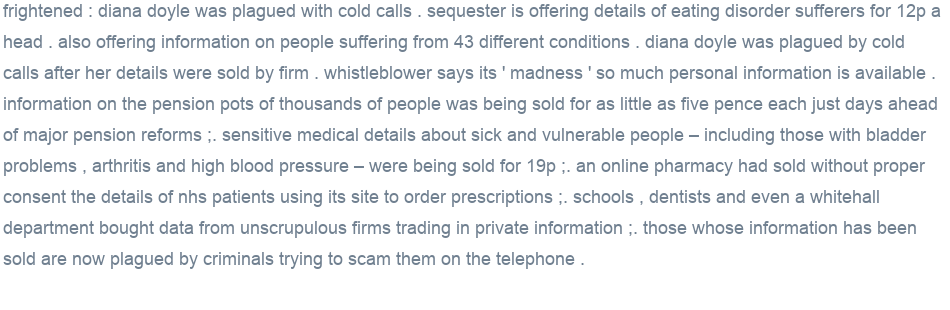 frightened : diana doyle was plagued with cold calls . sequester is offering details of eating disorder sufferers for 12p a
head . also offering information on people suffering from 43 different conditions . diana doyle was plagued by cold
calls after her details were sold by firm . whistleblower says its ' madness ' so much personal information is available .
information on the pension pots of thousands of people was being sold for as little as five pence each just days ahead
of major pension reforms ;. sensitive medical details about sick and vulnerable people – including those with bladder
problems , arthritis and high blood pressure – were being sold for 19p ;. an online pharmacy had sold without proper
consent the details of nhs patients using its site to order prescriptions ;. schools , dentists and even a whitehall
department bought data from unscrupulous firms trading in private information ;. those whose information has been
sold are now plagued by criminals trying to scam them on the telephone .